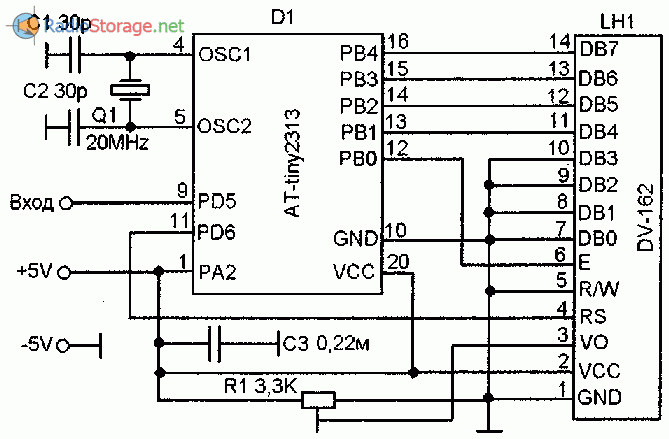 RadioStorage.net
C1 30p
D1
LH1
4
OSC1
PB4
16
14
DB7
PB3
15
13
DB6
C2 30p
PB2
14
12
DB5
Q1
20MHz
5
OSC2
PB1
13
11
DB4
PB0
12
10
DB3
AT-tiny2313
9
DB2
Вход
9
PD5
8
DB1
11
PD6
GND
10
7
DB0
DV-162
+5V
1
PA2
VCC
20
6
E
5
R/W
4
RS
-5V
C3 0,22м
3
VO
2
VCC
R1 3,3K
1
GND